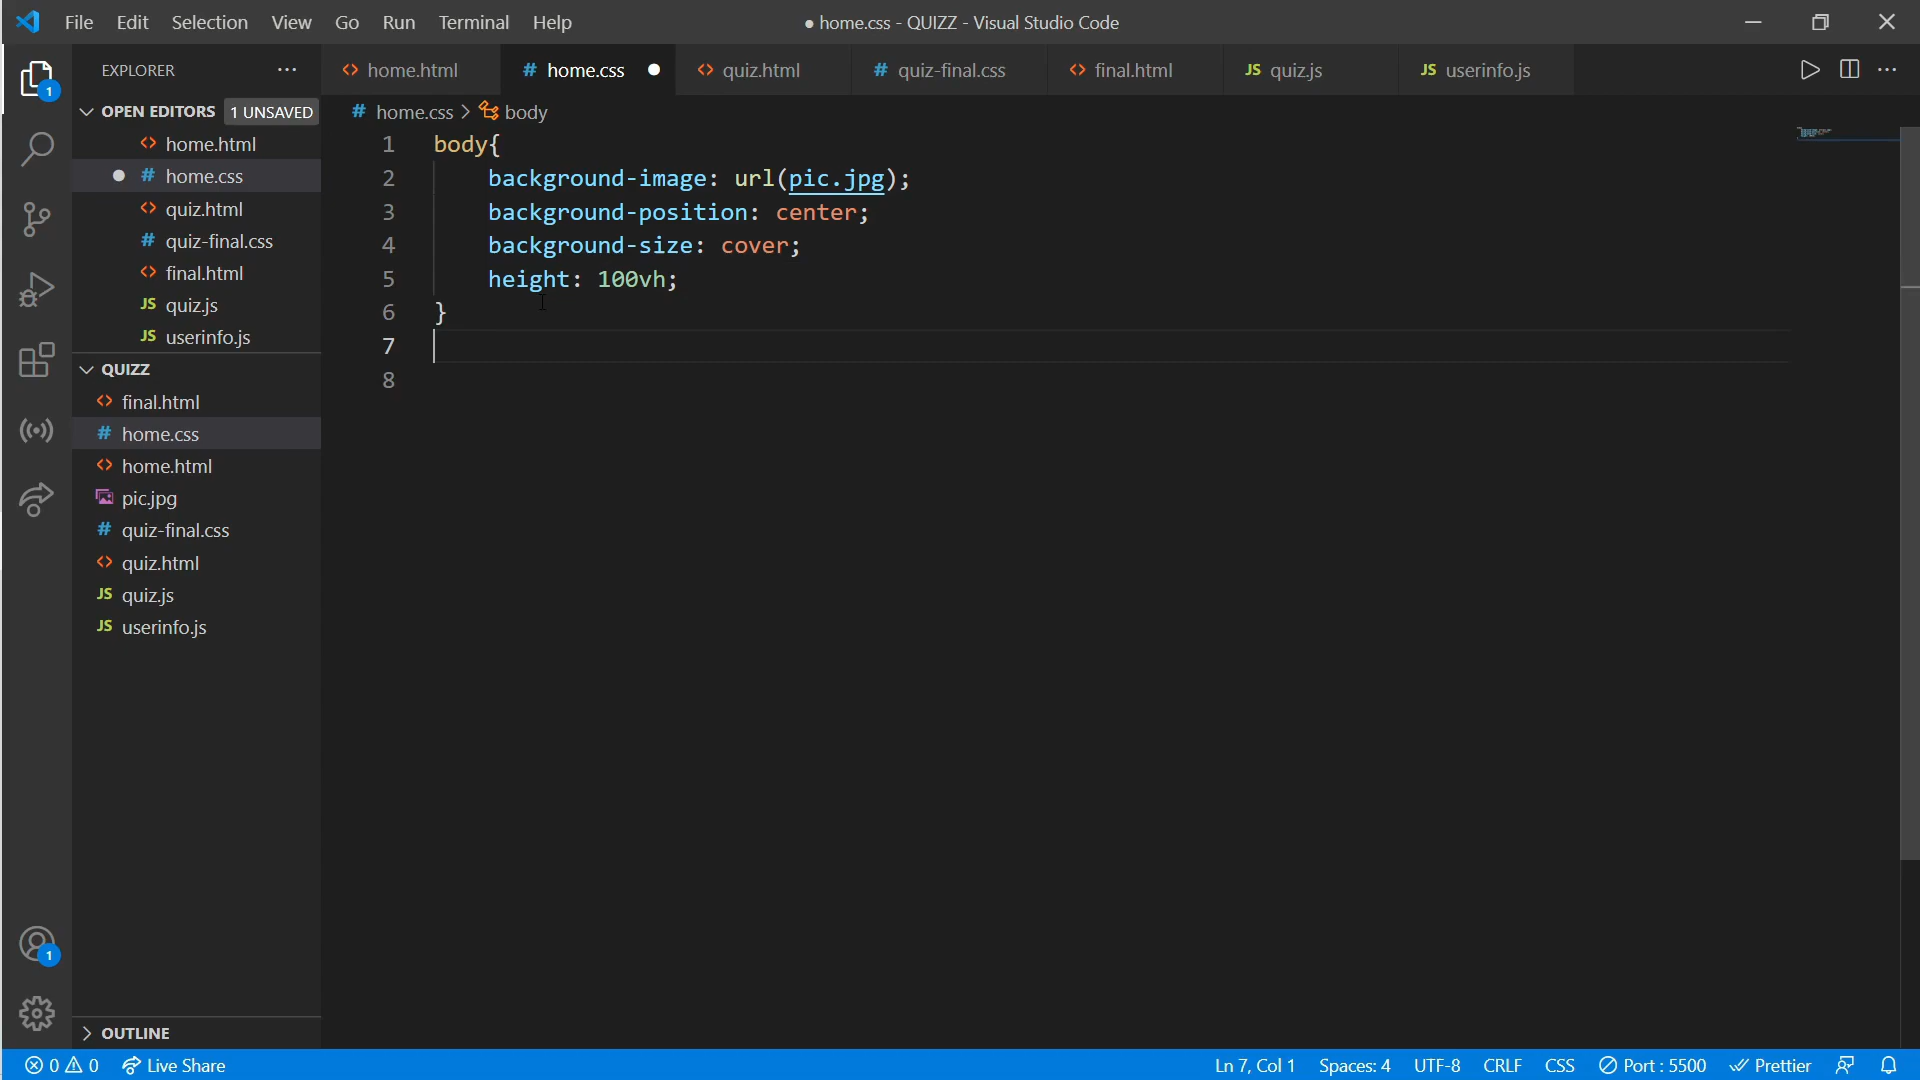 File Edit Selection View Go Run Terminal Help
● home.css - QUIZZ - Visual Studio Code
EXPLORER ...
<> home.html # home.css ● <> quiz.html # quiz-final.css <> final.html JS quiz.js JS userinfo.js
1
OPEN EDITORS 1 UNSAVED
<> home.html
● # home.css
<> quiz.html
# quiz-final.css
<> final.html
JS quiz.js
JS userinfo.js
QUIZZ
<> final.html
# home.css
<> home.html
pic.jpg
# quiz-final.css
<> quiz.html
JS quiz.js
JS userinfo.js
OUTLINE
1
# home.css > body
1 body{
2 background-image: url(pic.jpg);
3 background-position: center;
4 background-size: cover;
5 height: 100vh;
6 }
7
8
0 0 Live Share Ln 7, Col 1 Spaces: 4 UTF-8 CRLF CSS Port : 5500 Prettier